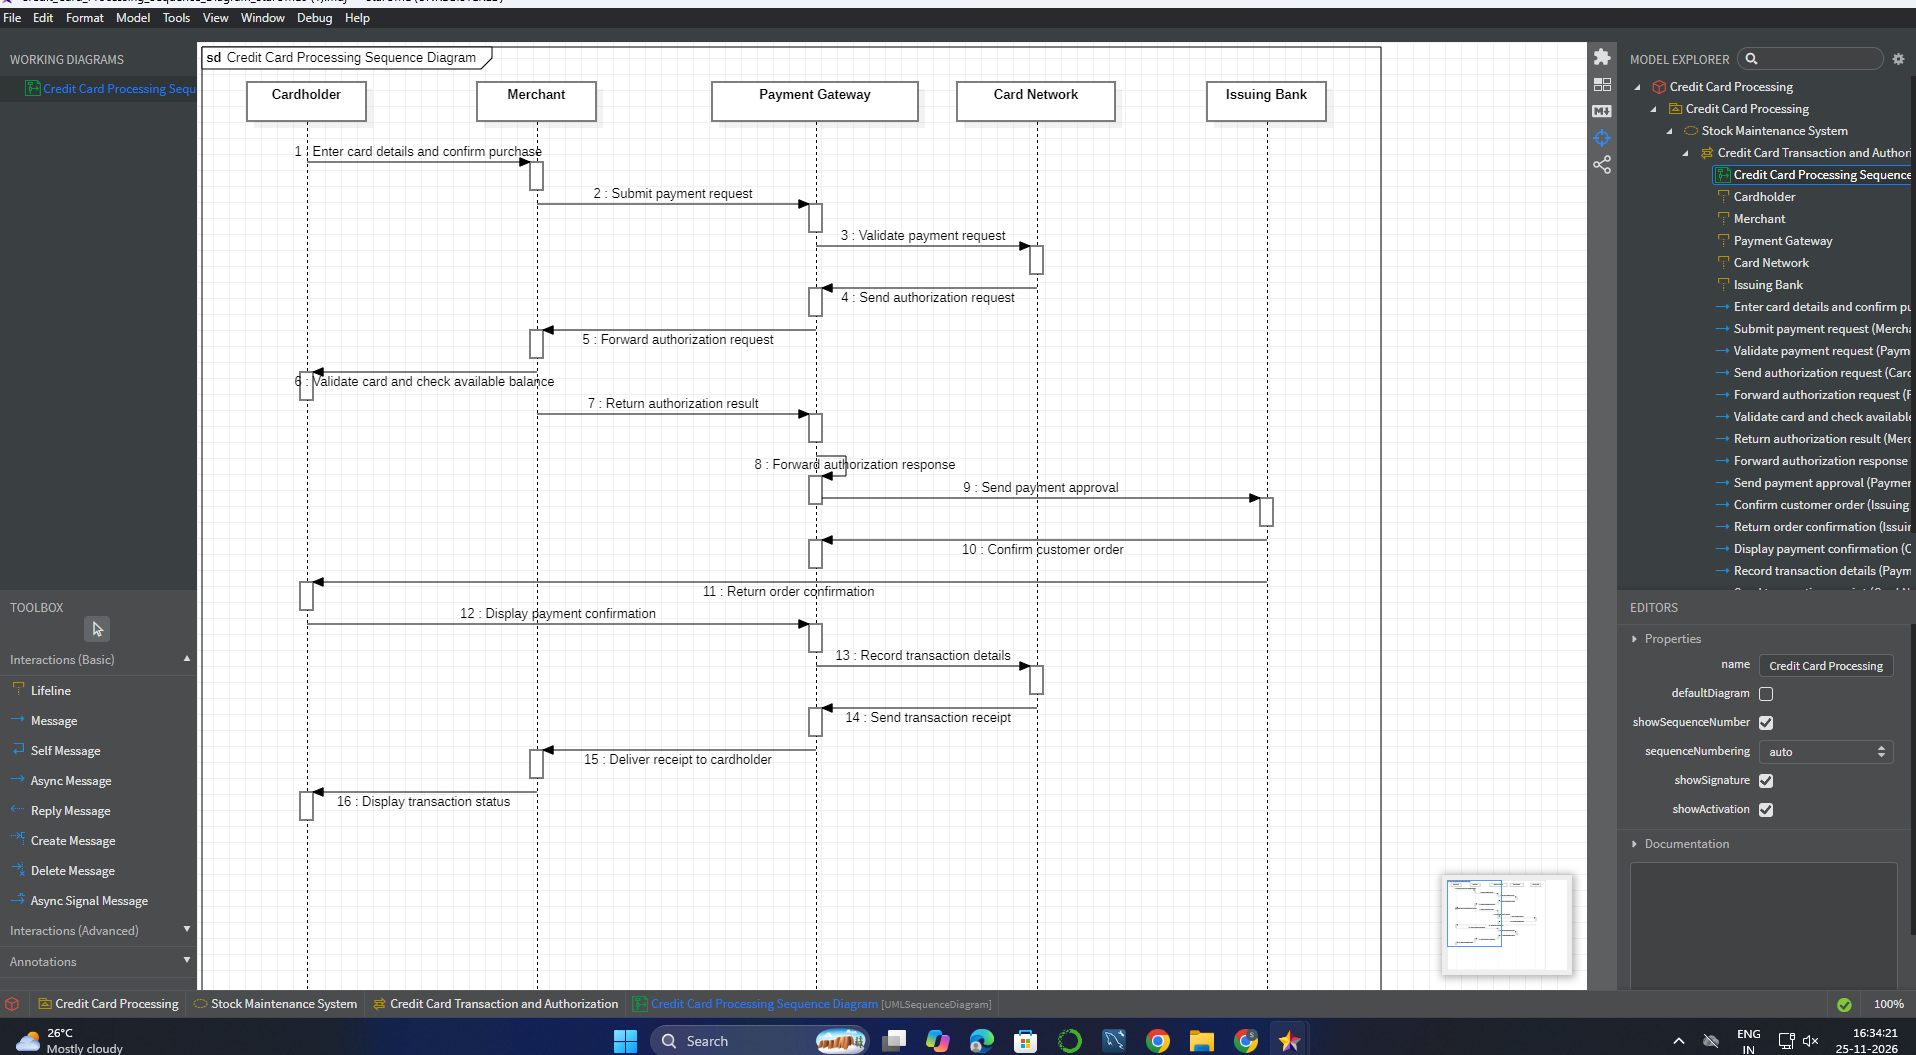 File Edit Format Model Tools View Window Debug Help
WORKING DIAGRAMS
Credit Card Processing Sequ
TOOLBOX
Interactions (Basic)
Lifeline
Message
Self Message
Async Message
Reply Message
Create Message
Delete Message
Async Signal Message
Interactions (Advanced)
Annotations
sd Credit Card Processing Sequence Diagram
Cardholder
Merchant
Payment Gateway
Card Network
Issuing Bank
1 : Enter card details and confirm purchase
2 : Submit payment request
3 : Validate payment request
4 : Send authorization request
5 : Forward authorization request
6 : Validate card and check available balance
7 : Return authorization result
8 : Forward authorization response
9 : Send payment approval
10 : Confirm customer order
11 : Return order confirmation
12 : Display payment confirmation
13 : Record transaction details
14 : Send transaction receipt
15 : Deliver receipt to cardholder
16 : Display transaction status
MODEL EXPLORER
Credit Card Processing
Credit Card Processing
Stock Maintenance System
Credit Card Transaction and Authori
Credit Card Processing Sequence
Cardholder
Merchant
Payment Gateway
Card Network
Issuing Bank
Enter card details and confirm pu
Submit payment request (Mercha
Validate payment request (Paym
Send authorization request (Card
Forward authorization request (P
Validate card and check available
Return authorization result (Merc
Forward authorization response
Send payment approval (Paymen
Confirm customer order (Issuing
Return order confirmation (Issuin
Display payment confirmation (C
Record transaction details (Paym
EDITORS
Properties
name Credit Card Processing
defaultDiagram
showSequenceNumber
sequenceNumbering auto
showSignature
showActivation
Documentation
Credit Card Processing Stock Maintenance System Credit Card Transaction and Authorization Credit Card Processing Sequence Diagram [UMLSequenceDiagram] 100%
26°C
Mostly cloudy
Search
ENG
IN
16:34:21
25-11-2026